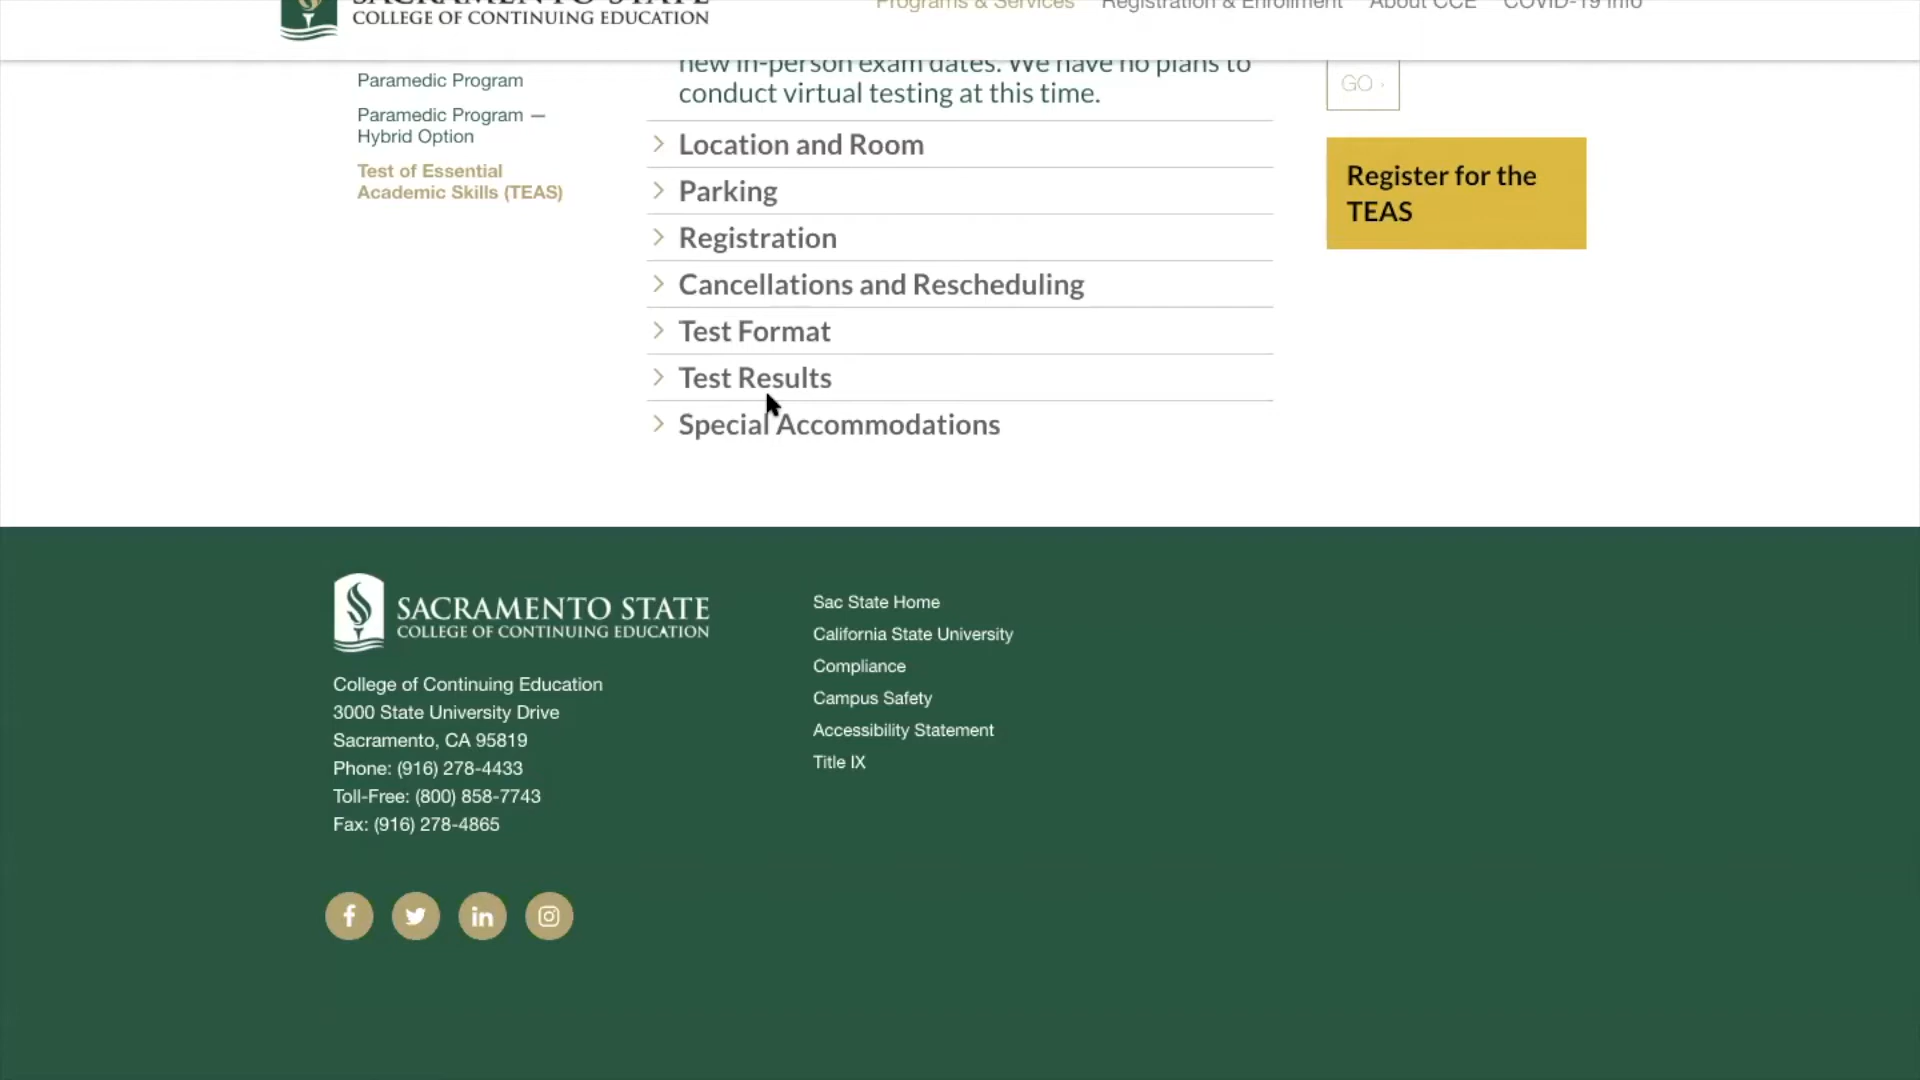 SACRAMENTO STATE
COLLEGE OF CONTINUING EDUCATION
Programs & Services
Registration & Enrollment
About CCE
COVID-19 Info
Paramedic Program
Paramedic Program —
Hybrid Option
Test of Essential
Academic Skills (TEAS)
new in-person exam dates. We have no plans to
conduct virtual testing at this time.
Location and Room
Parking
Registration
Cancellations and Rescheduling
Test Format
Test Results
Special Accommodations
GO ›
Register for the
TEAS
SACRAMENTO STATE
COLLEGE OF CONTINUING EDUCATION
College of Continuing Education
3000 State University Drive
Sacramento, CA 95819
Phone: (916) 278-4433
Toll-Free: (800) 858-7743
Fax: (916) 278-4865
Sac State Home
California State University
Compliance
Campus Safety
Accessibility Statement
Title IX